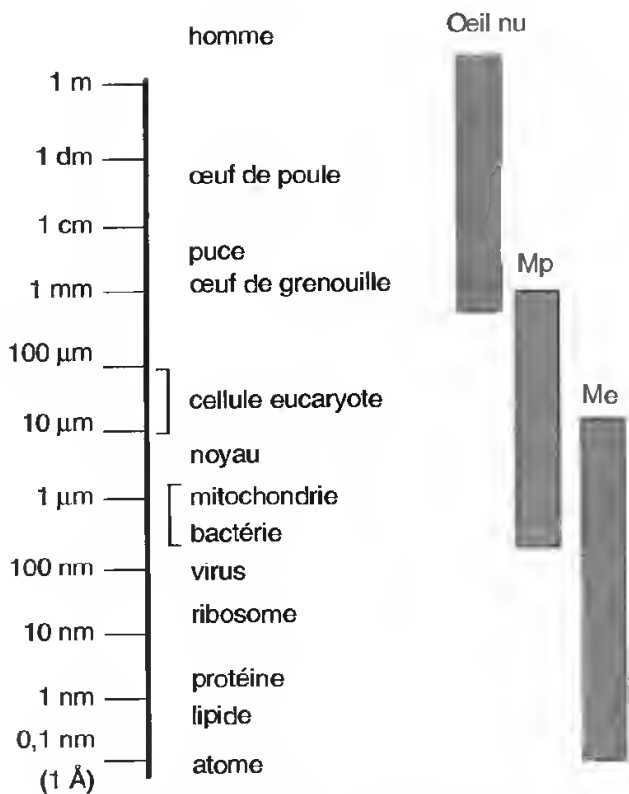 homme
Oeil nu
1 m
1 dm
œuf de poule
1 cm
puce
Mp
1 mm
œuf de grenouille
100 µm
cellule eucaryote
Me
10 µm
noyau
1 µm
mitochondrie
bactérie
100 nm
virus
ribosome
10 nm
protéine
1 nm
lipide
0,1 nm
atome
(1 Å)